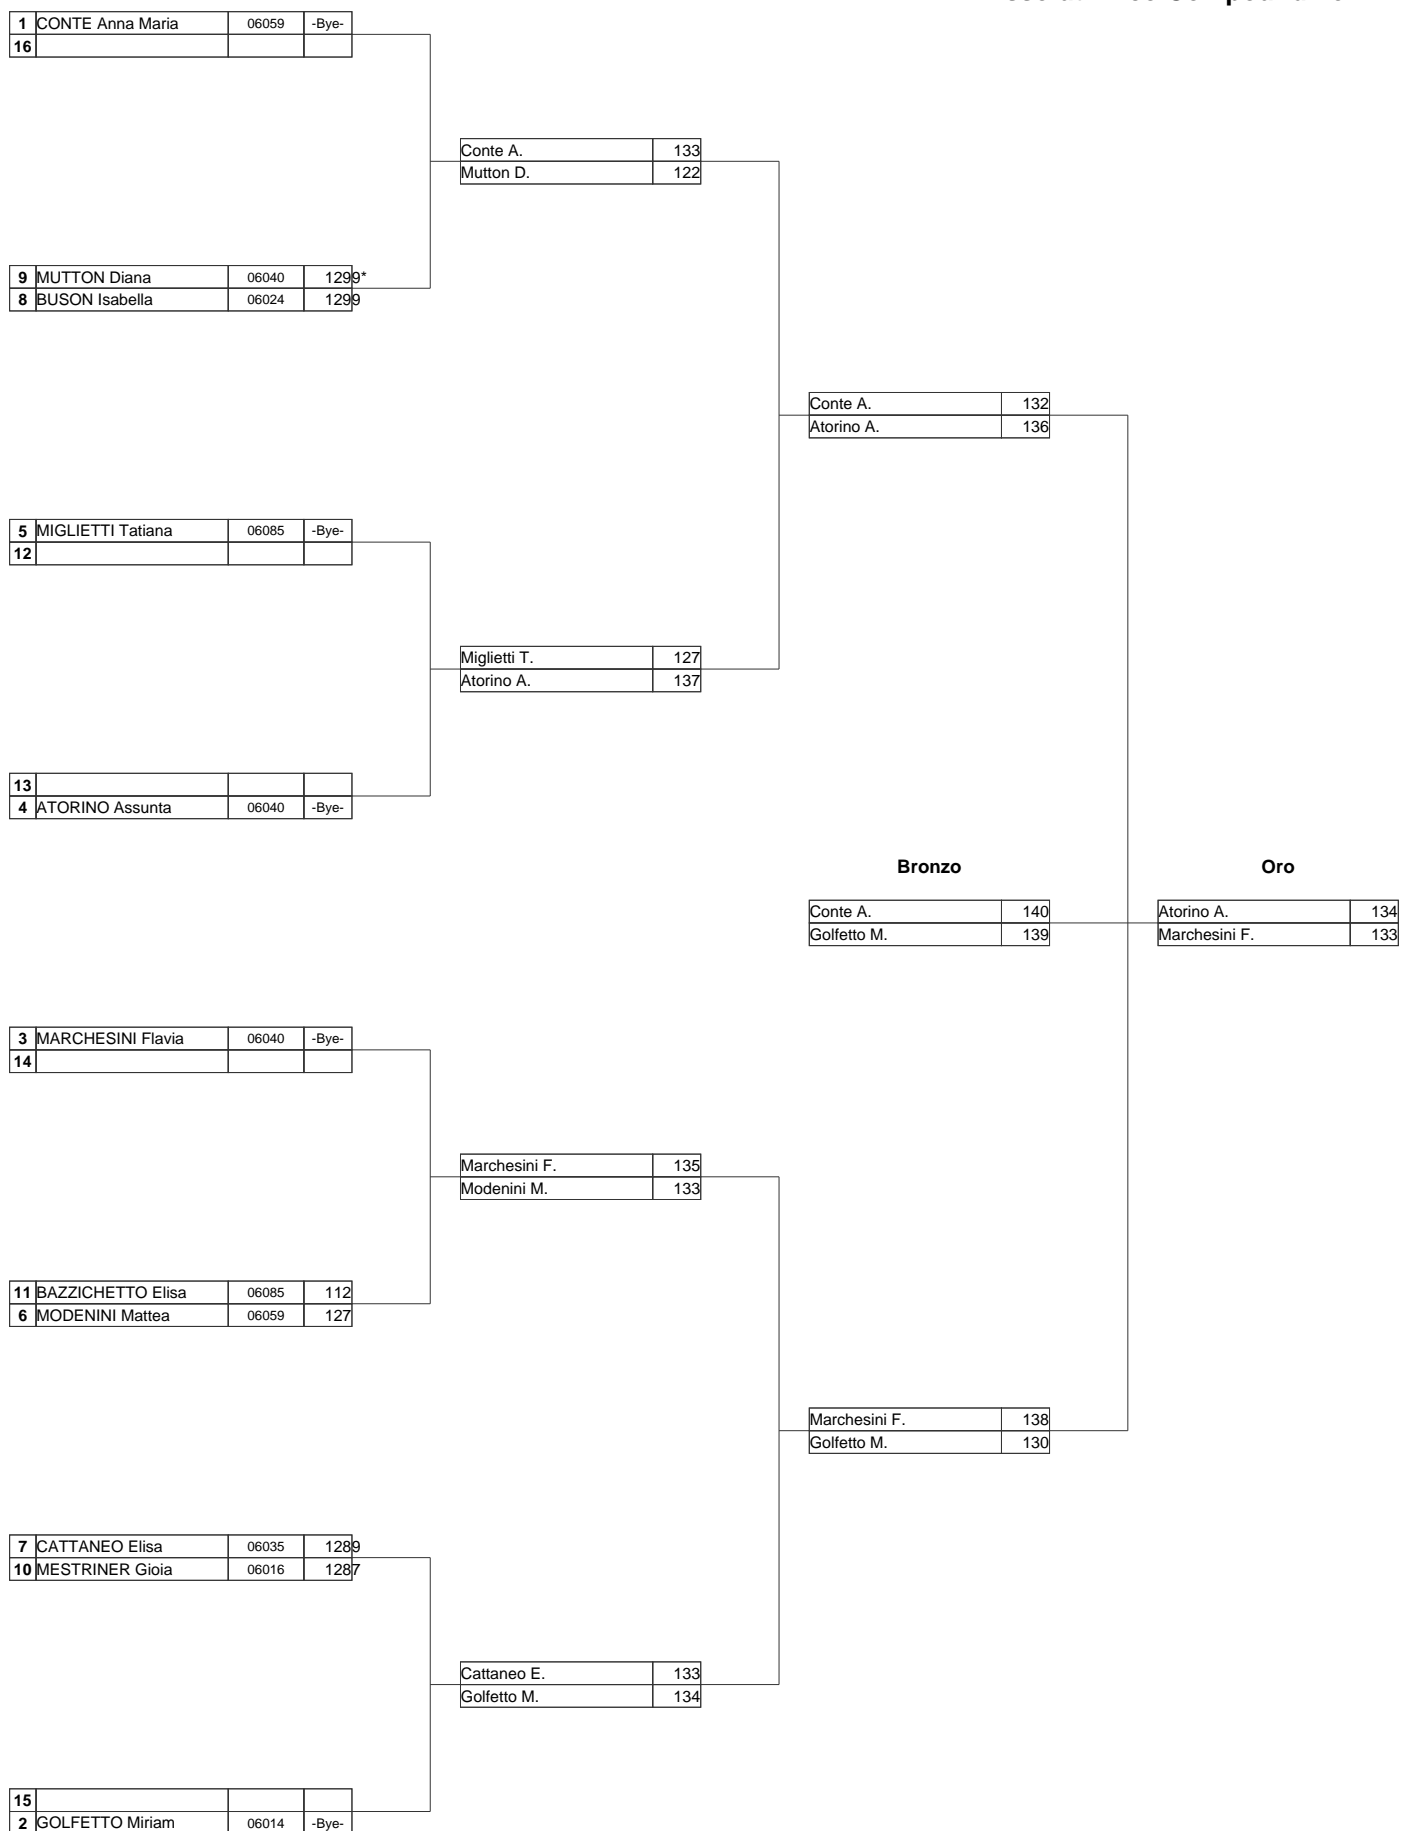 1 CONTE Anna Maria 06059 -Bye-
16
Conte A. 133
Mutton D. 122
9 MUTTON Diana 06040 1299*
8 BUSON Isabella 06024 1299
Conte A. 132
Atorino A. 136
5 MIGLIETTI Tatiana 06085 -Bye-
12
Miglietti T. 127
Atorino A. 137
13
4 ATORINO Assunta 06040 -Bye-
Bronzo Oro
Conte A. 140 Atorino A. 134
Golfetto M. 139 Marchesini F. 133
3 MARCHESINI Flavia 06040 -Bye-
14
Marchesini F. 135
Modenini M. 133
11 BAZZICHETTO Elisa 06085 112
6 MODENINI Mattea 06059 127
Marchesini F. 138
Golfetto M. 130
7 CATTANEO Elisa 06035 1289
10 MESTRINER Gioia 06016 1287
Cattaneo E. 133
Golfetto M. 134
15
2 GOLFETTO Miriam 06014 -Bye-